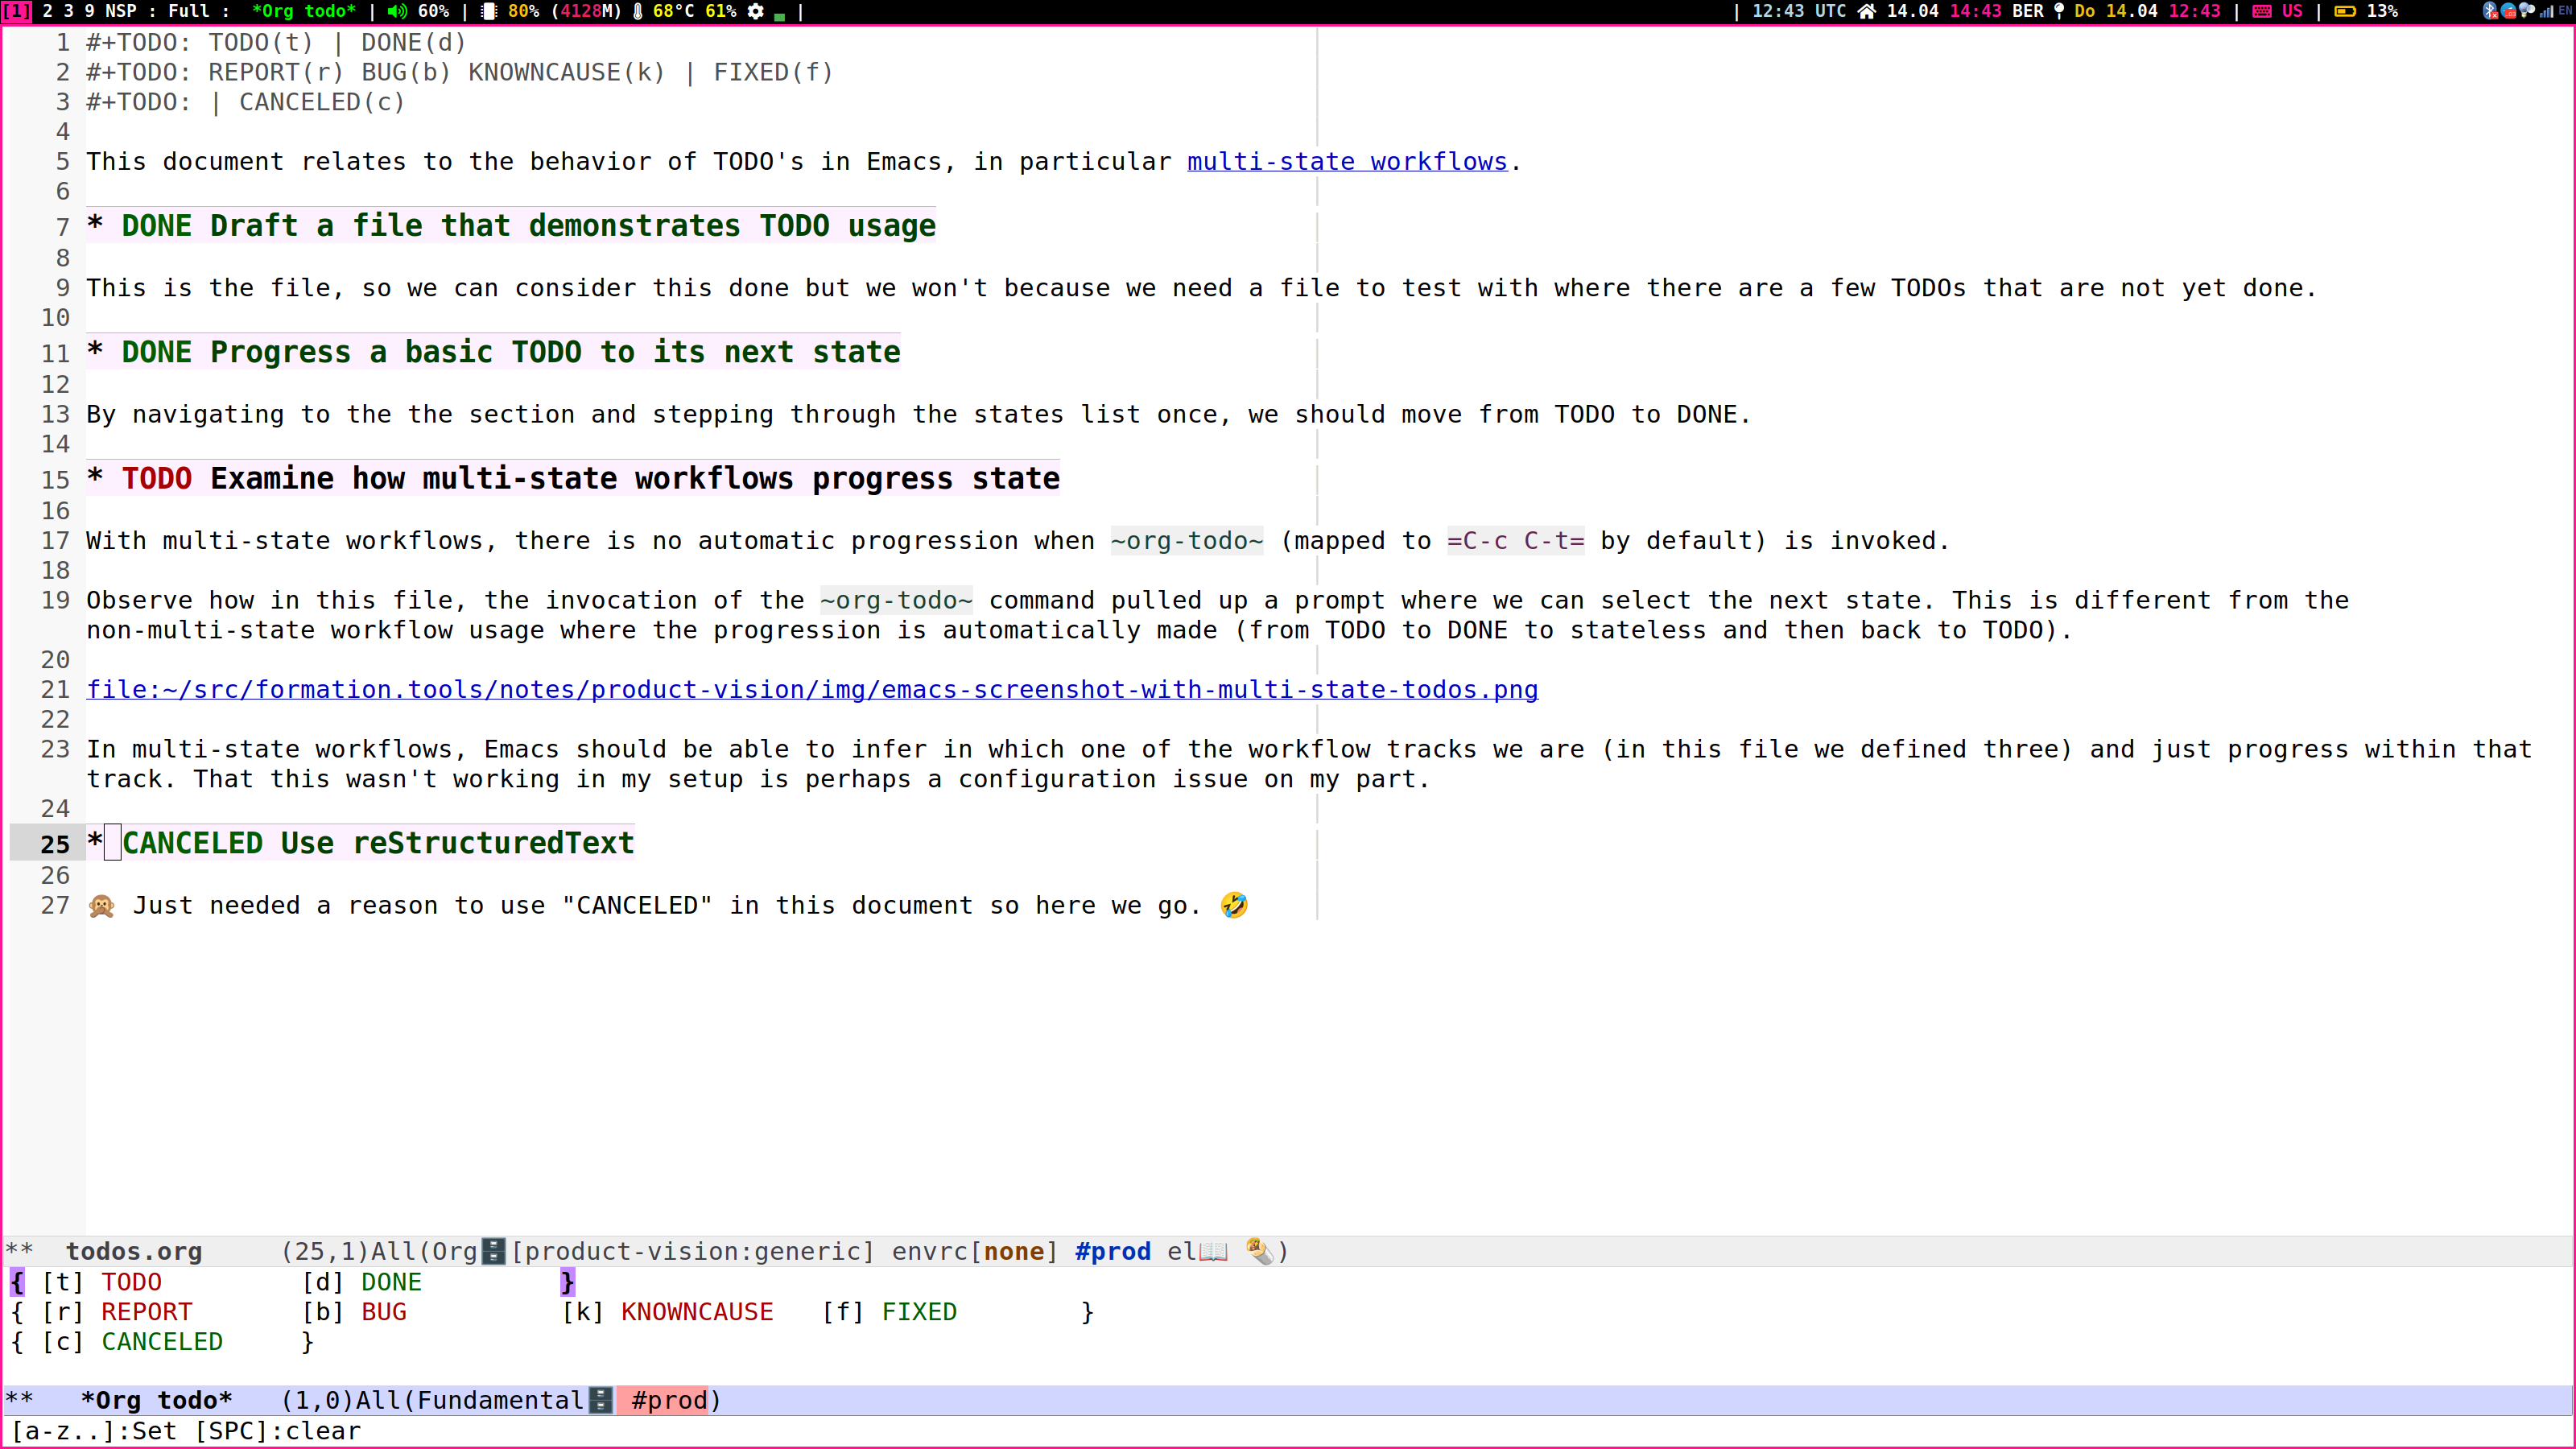 [1] 2 3 9 NSP : Full : *Org todo* | 60% | 80% (4128M) 68°C 61% | | 12:43 UTC 14.04 14:43 BER Do 14.04 12:43 | US | 13% EN
1 #+TODO: TODO(t) | DONE(d)
2 #+TODO: REPORT(r) BUG(b) KNOWNCAUSE(k) | FIXED(f)
3 #+TODO: | CANCELED(c)
4
5 This document relates to the behavior of TODO's in Emacs, in particular multi-state workflows.
6
7 * DONE Draft a file that demonstrates TODO usage
8
9 This is the file, so we can consider this done but we won't because we need a file to test with where there are a few TODOs that are not yet done.
10
11 * DONE Progress a basic TODO to its next state
12
13 By navigating to the the section and stepping through the states list once, we should move from TODO to DONE.
14
15 * TODO Examine how multi-state workflows progress state
16
17 With multi-state workflows, there is no automatic progression when ~org-todo~ (mapped to =C-c C-t= by default) is invoked.
18
19 Observe how in this file, the invocation of the ~org-todo~ command pulled up a prompt where we can select the next state. This is different from the
non-multi-state workflow usage where the progression is automatically made (from TODO to DONE to stateless and then back to TODO).
20
21 file:~/src/formation.tools/notes/product-vision/img/emacs-screenshot-with-multi-state-todos.png
22
23 In multi-state workflows, Emacs should be able to infer in which one of the workflow tracks we are (in this file we defined three) and just progress within that
track. That this wasn't working in my setup is perhaps a configuration issue on my part.
24
25 * CANCELED Use reStructuredText
26
27 🙊 Just needed a reason to use "CANCELED" in this document so here we go. 🤣
** todos.org (25,1)All(Org🗄️[product-vision:generic] envrc[none] #prod el📖 🌯)
{ [t] TODO [d] DONE }
{ [r] REPORT [b] BUG [k] KNOWNCAUSE [f] FIXED }
{ [c] CANCELED }
** *Org todo* (1,0)All(Fundamental🗄️ #prod)
[a-z..]:Set [SPC]:clear